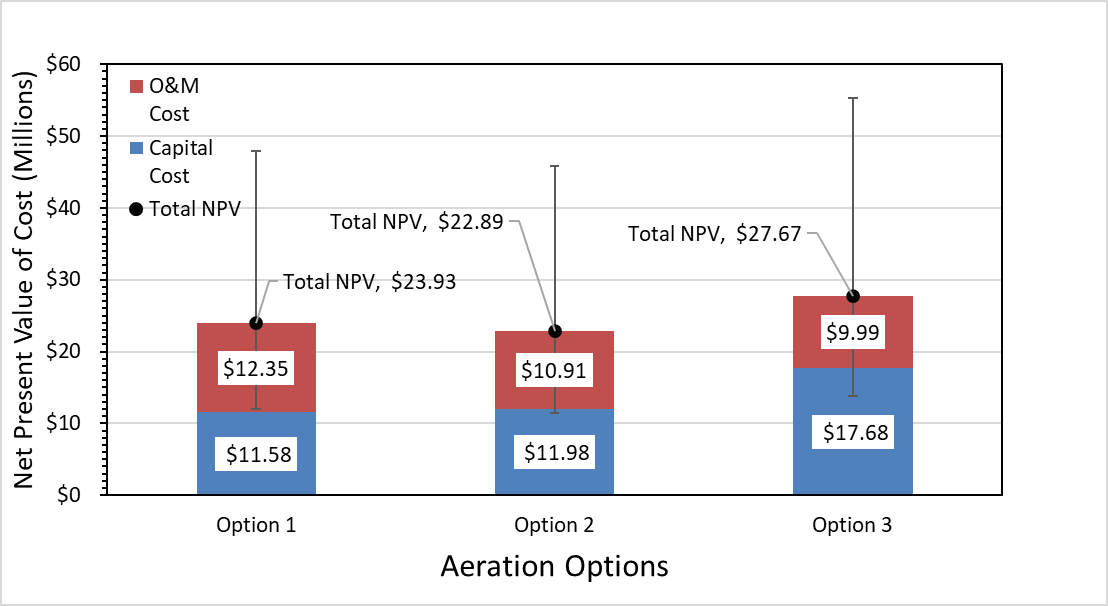 $60
$50
$40
$30
$20
$10
$0
Net Present Value of Cost (Millions)
O&M
Cost
Capital
Cost
Total NPV
Total NPV,  $23.93
Total NPV,  $22.89
Total NPV,  $27.67
$12.35
$10.91
$9.99
$11.58
$11.98
$17.68
Option 1
Option 2
Option 3
Aeration Options